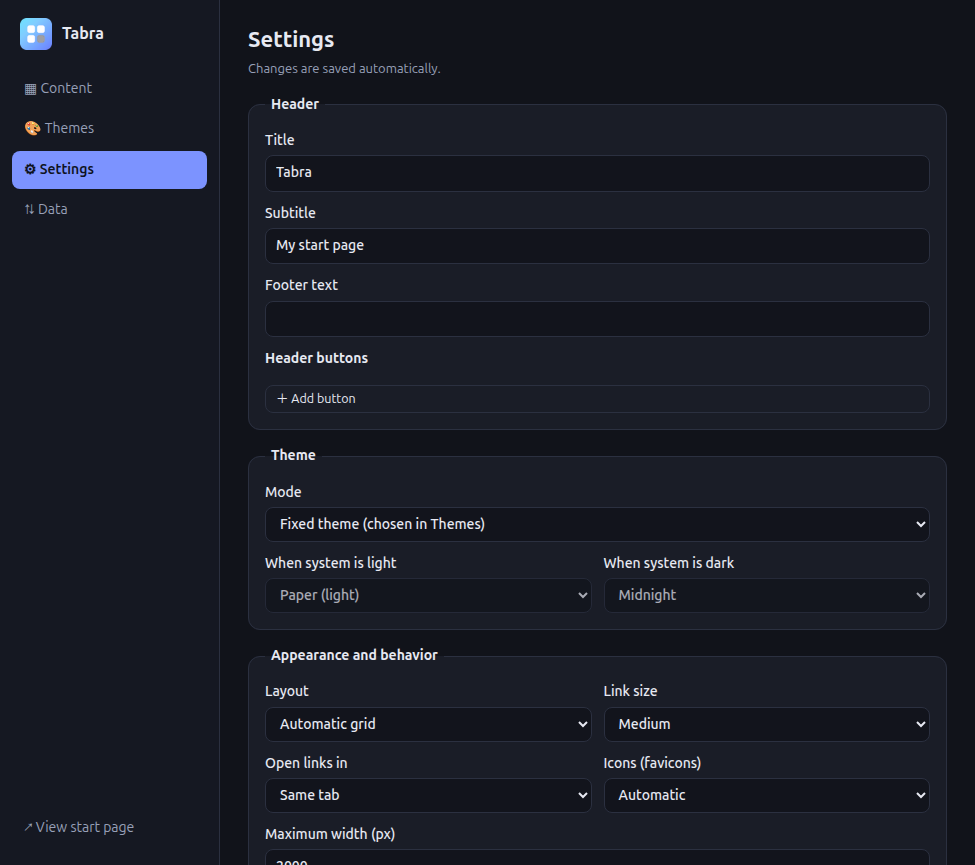 Tabra
Content
Themes
Settings
Data
View start page
Settings
Changes are saved automatically.
Header
Title
Tabra
Subtitle
My start page
Footer text
Header buttons
+ Add button
Theme
Mode
Fixed theme (chosen in Themes)
When system is light
When system is dark
Paper (light)
Midnight
Appearance and behavior
Layout
Link size
Automatic grid
Medium
Open links in
Icons (favicons)
Same tab
Automatic
Maximum width (px)